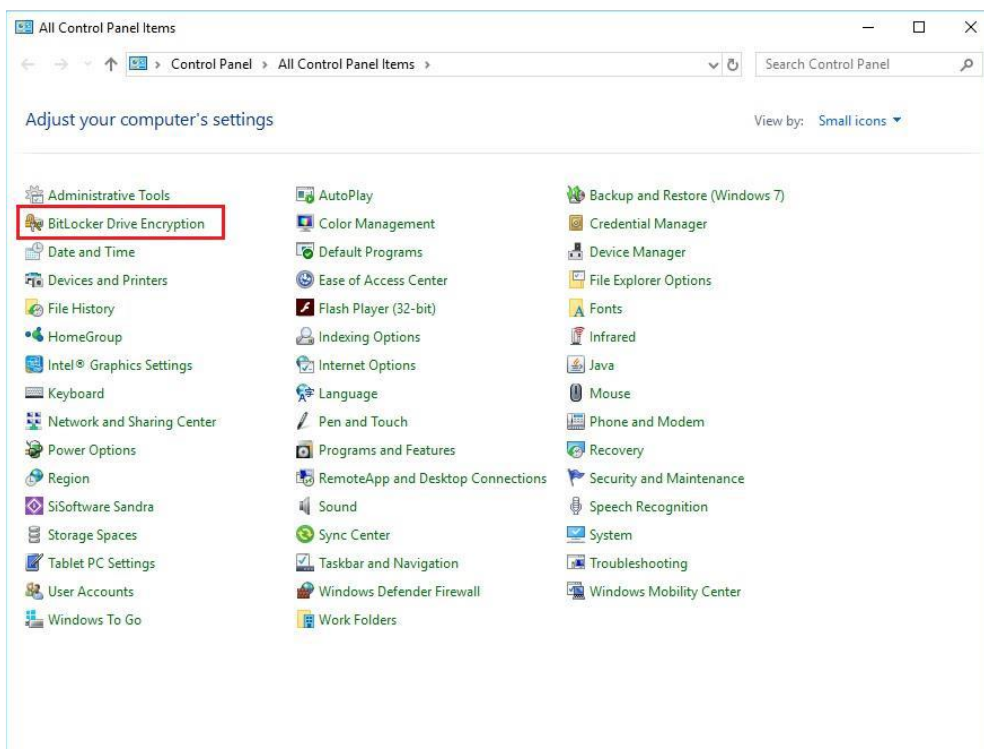 All Control Panel Items
Control Panel > All Control Panel Items >
Search Control Panel
Adjust your computer's settings
View by: Small icons
Administrative Tools
AutoPlay
Backup and Restore (Windows 7)
BitLocker Drive Encryption
Color Management
Credential Manager
Date and Time
Default Programs
Device Manager
Devices and Printers
Ease of Access Center
File Explorer Options
File History
Flash Player (32-bit)
Fonts
HomeGroup
Indexing Options
Infrared
Intel® Graphics Settings
Internet Options
Java
Keyboard
Language
Mouse
Network and Sharing Center
Pen and Touch
Phone and Modem
Power Options
Programs and Features
Recovery
Region
RemoteApp and Desktop Connections
Security and Maintenance
SiSoftware Sandra
Sound
Speech Recognition
Storage Spaces
Sync Center
System
Tablet PC Settings
Taskbar and Navigation
Troubleshooting
User Accounts
Windows Defender Firewall
Windows Mobility Center
Windows To Go
Work Folders